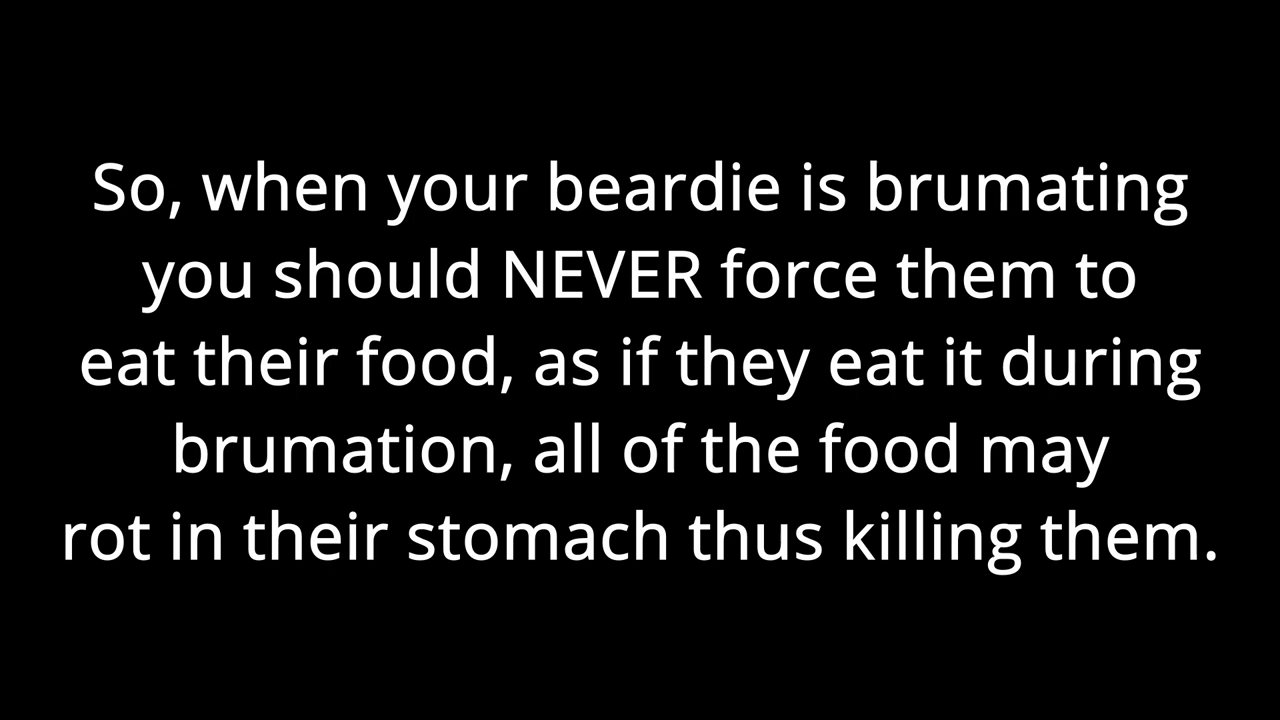 So, when your beardie is brumating
you should NEVER force them to
eat their food, as if they eat it during
brumation, all of the food may
rot in their stomach thus killing them.